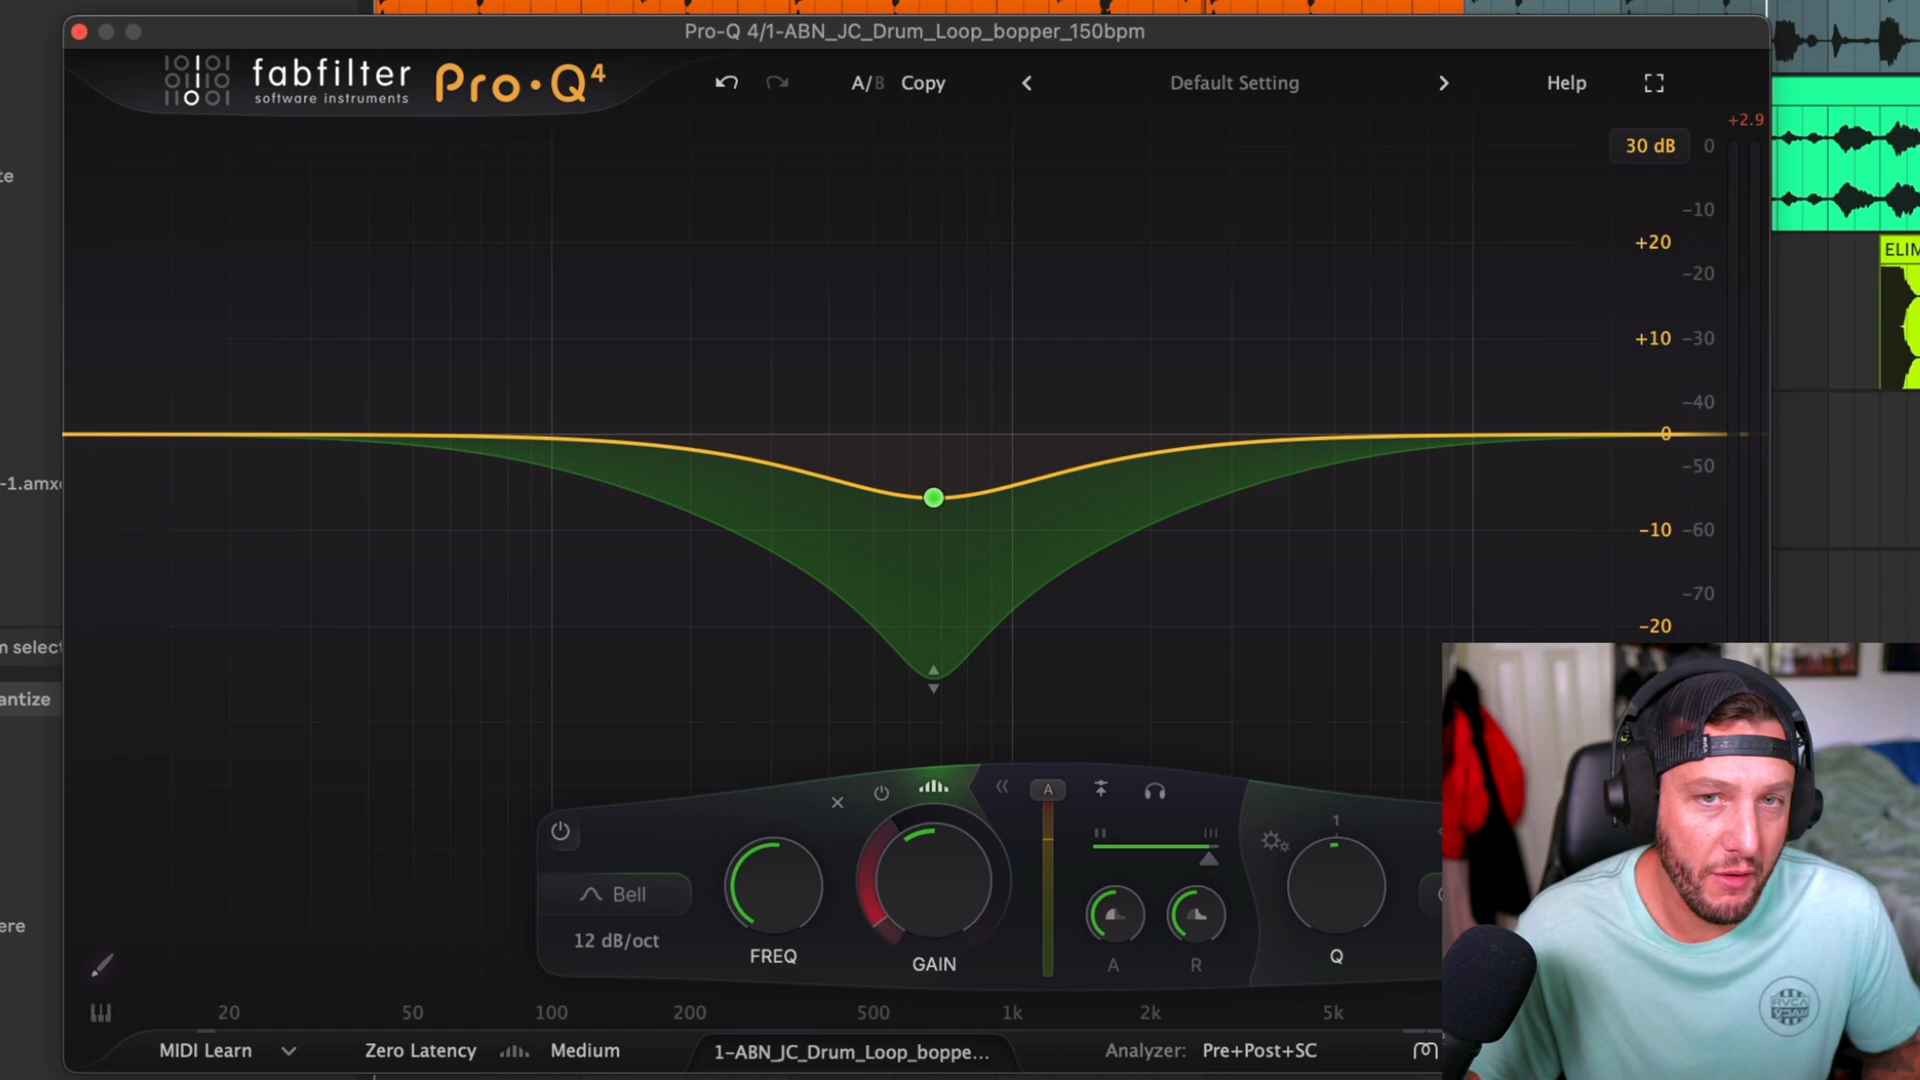 Pro-Q 4/1-ABN_JC_Drum_Loop_bopper_150bpm
fabfilter
software instruments
Pro·Q4
A/B Copy
Default Setting
Help
+2.9
30 dB 0
-10
+20
-20
+10 -30
-40
0
-50
-10 -60
-70
-20
te
-1.amx
m select
antize
ere
ELIM
A
Bell
12 dB/oct
FREQ
GAIN
A
R
1
Q
20 50 100 200 500 1k 2k 5k
MIDI Learn
Zero Latency
Medium
1-ABN_JC_Drum_Loop_boppe...
Analyzer: Pre+Post+SC
RVCA